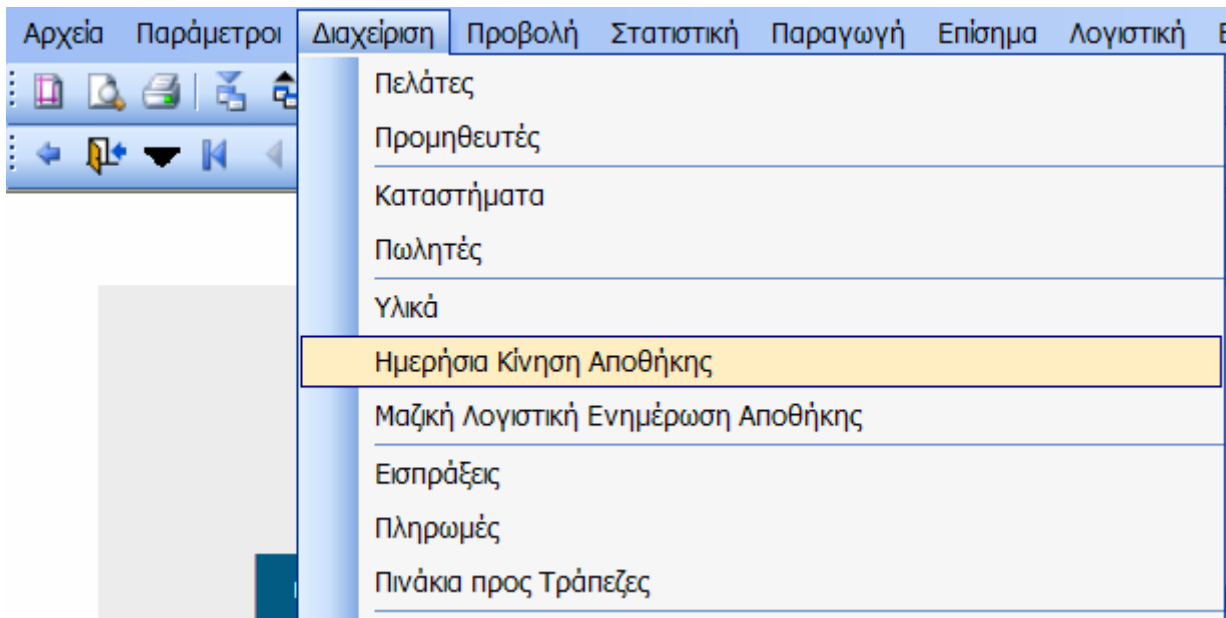 Αρχεία Παράμετροι Διαχείριση Προβολή Στατιστική Παραγωγή Επίσημα Λογιστική
Πελάτες
Προμηθευτές
Καταστήματα
Πωλητές
Υλικά
Ημερήσια Κίνηση Αποθήκης
Μαζική Λογιστική Ενημέρωση Αποθήκης
Εισπράξεις
Πληρωμές
Πινάκια προς Τράπεζες